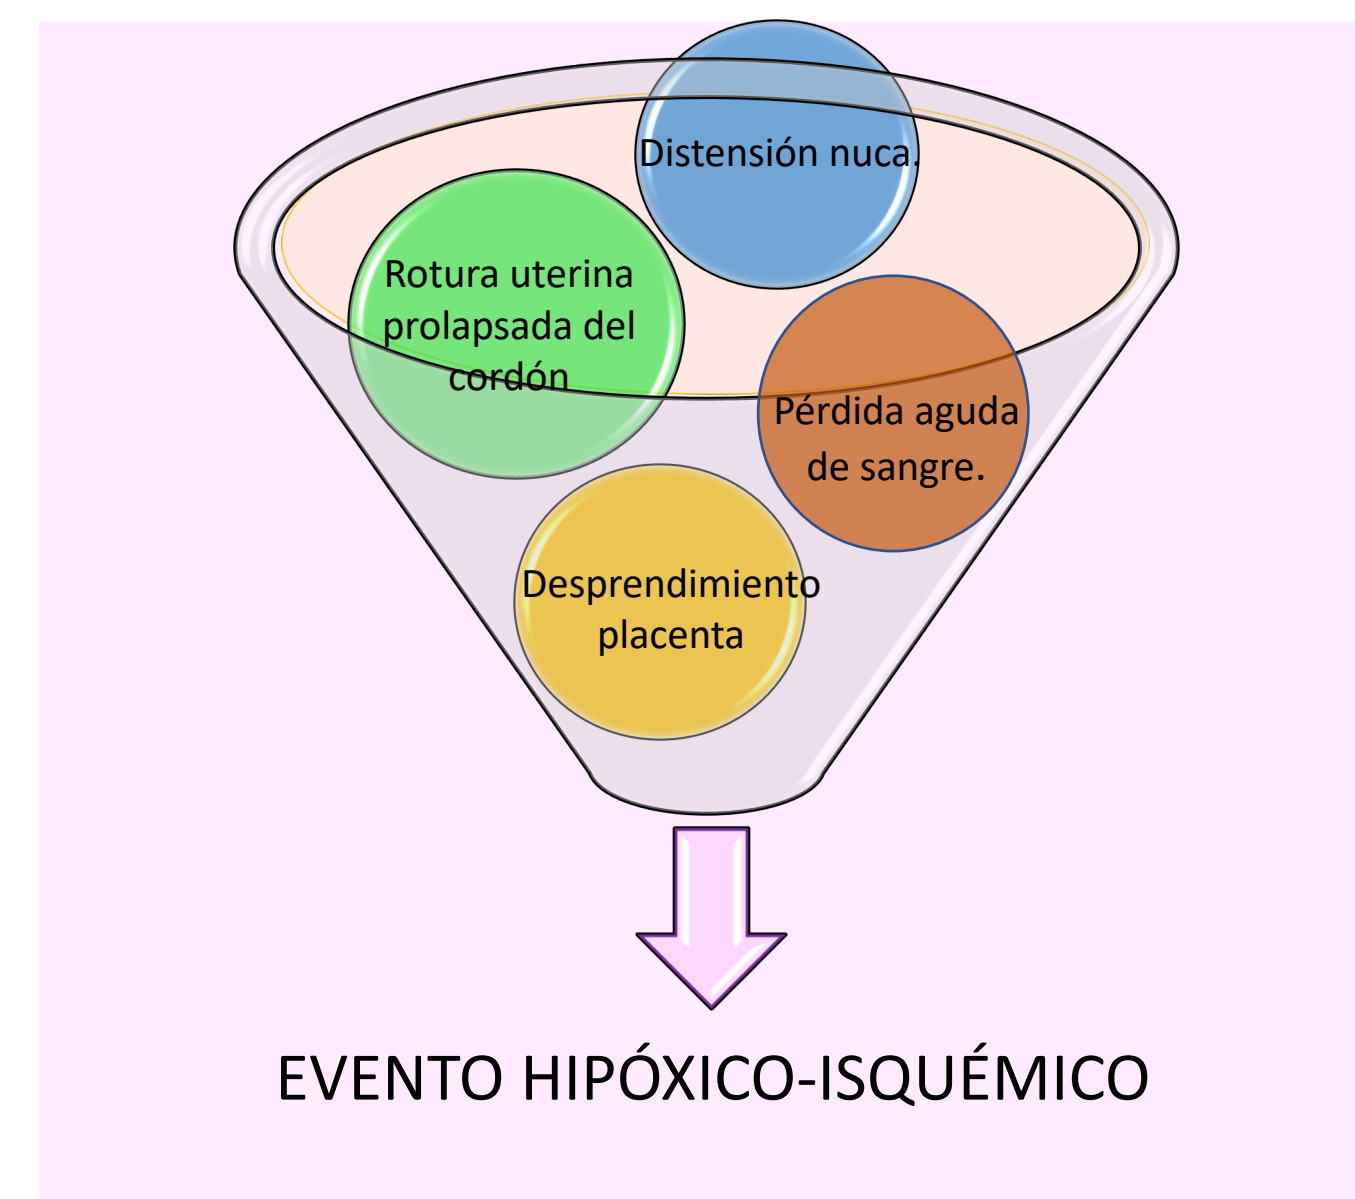 Distensión nuca.
Rotura uterina
prolapsada del
cordón
Pérdida aguda
de sangre.
Desprendimiento
placenta
EVENTO HIPÓXICO-ISQUÉMICO